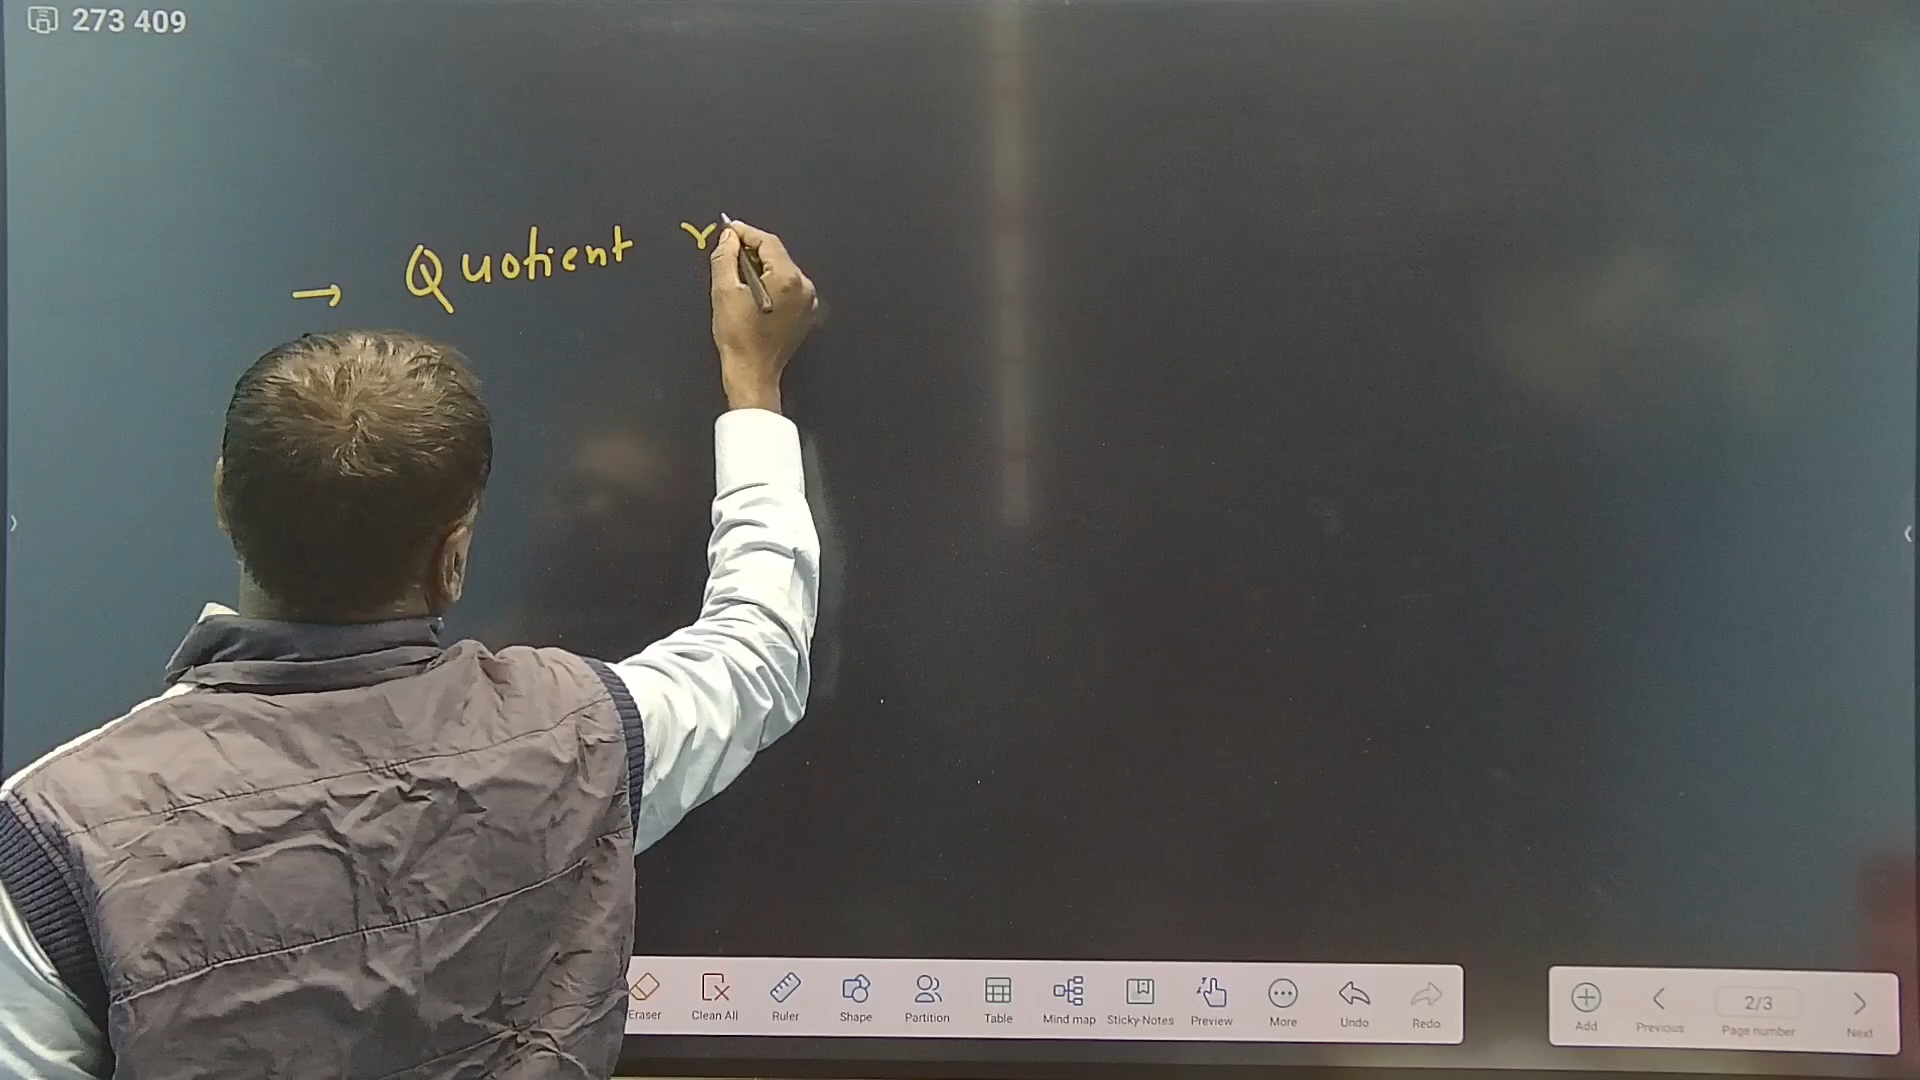 273 409
→ Quotient r
Eraser Clean All Ruler Shape Partition Table Mind map Sticky-Notes Preview More Undo Redo
Add Previous 2/3 Page number Next